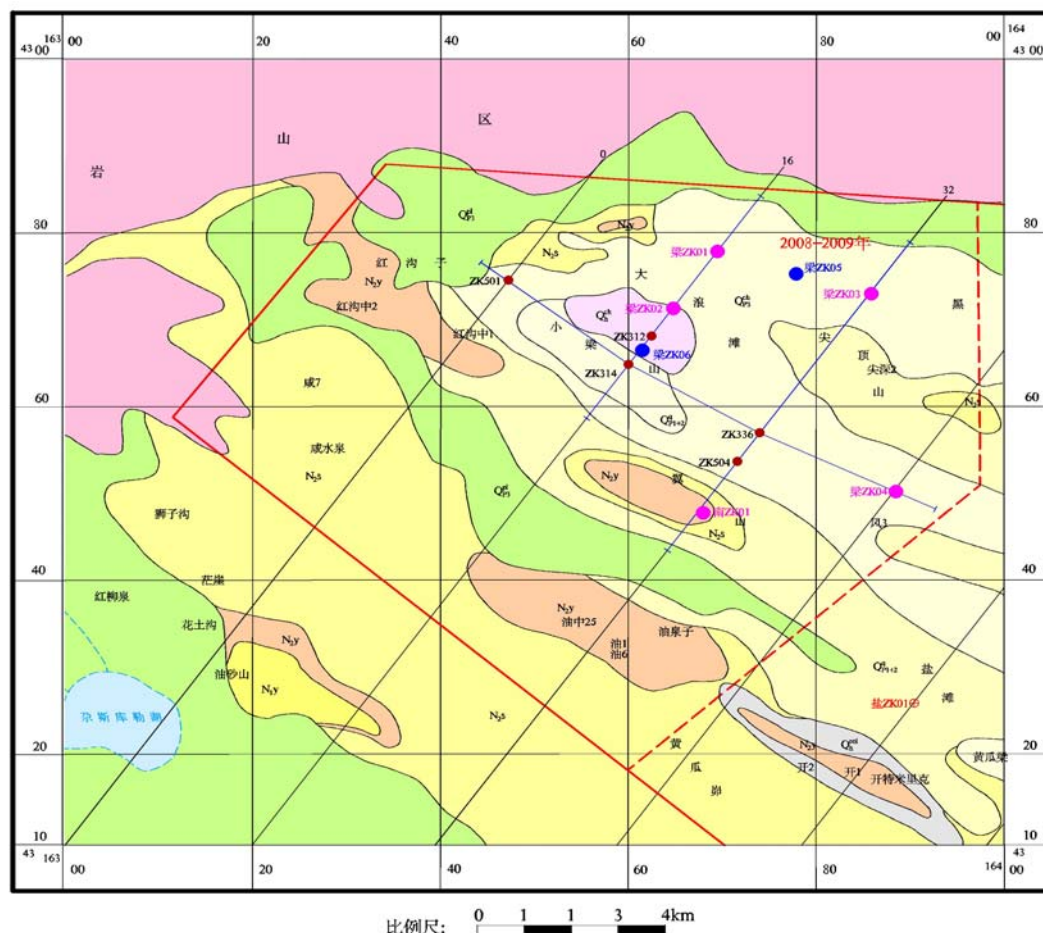 163 00 20 40 60 80 00 164
43 00 43 00
区
山
岩
0 16 32
80 80
2008-2009年
红 沟 子
N₂y
N₂s
大
浪
滩
梁ZK01
梁ZK05
梁ZK03
黑
ZK501
N₂y
红沟中2
红沟中1
梁ZK02
小
梁
山
ZK312
梁ZK06
ZK314
尖
顶
山
尖深2
N₂s
咸7
60 60
咸水泉
N₂s
ZK336
ZK504
N₂y
翼
山
南ZK01
N₂s
梁ZK04
风3
狮子沟
40 40
茫崖
红柳泉
花土沟
N₂y
油砂山
N₁y
N₂y
油中25
油1
油6
油泉子
盐
滩
盐ZK01
尕斯库勒湖
N₂s
黄
瓜
峁
N₂y
开2
开1
开特米里克
黄瓜梁
20 20
10 10
43 43
163 00 20 40 60 80 164 00
比例尺: 0 1 1 3 4km